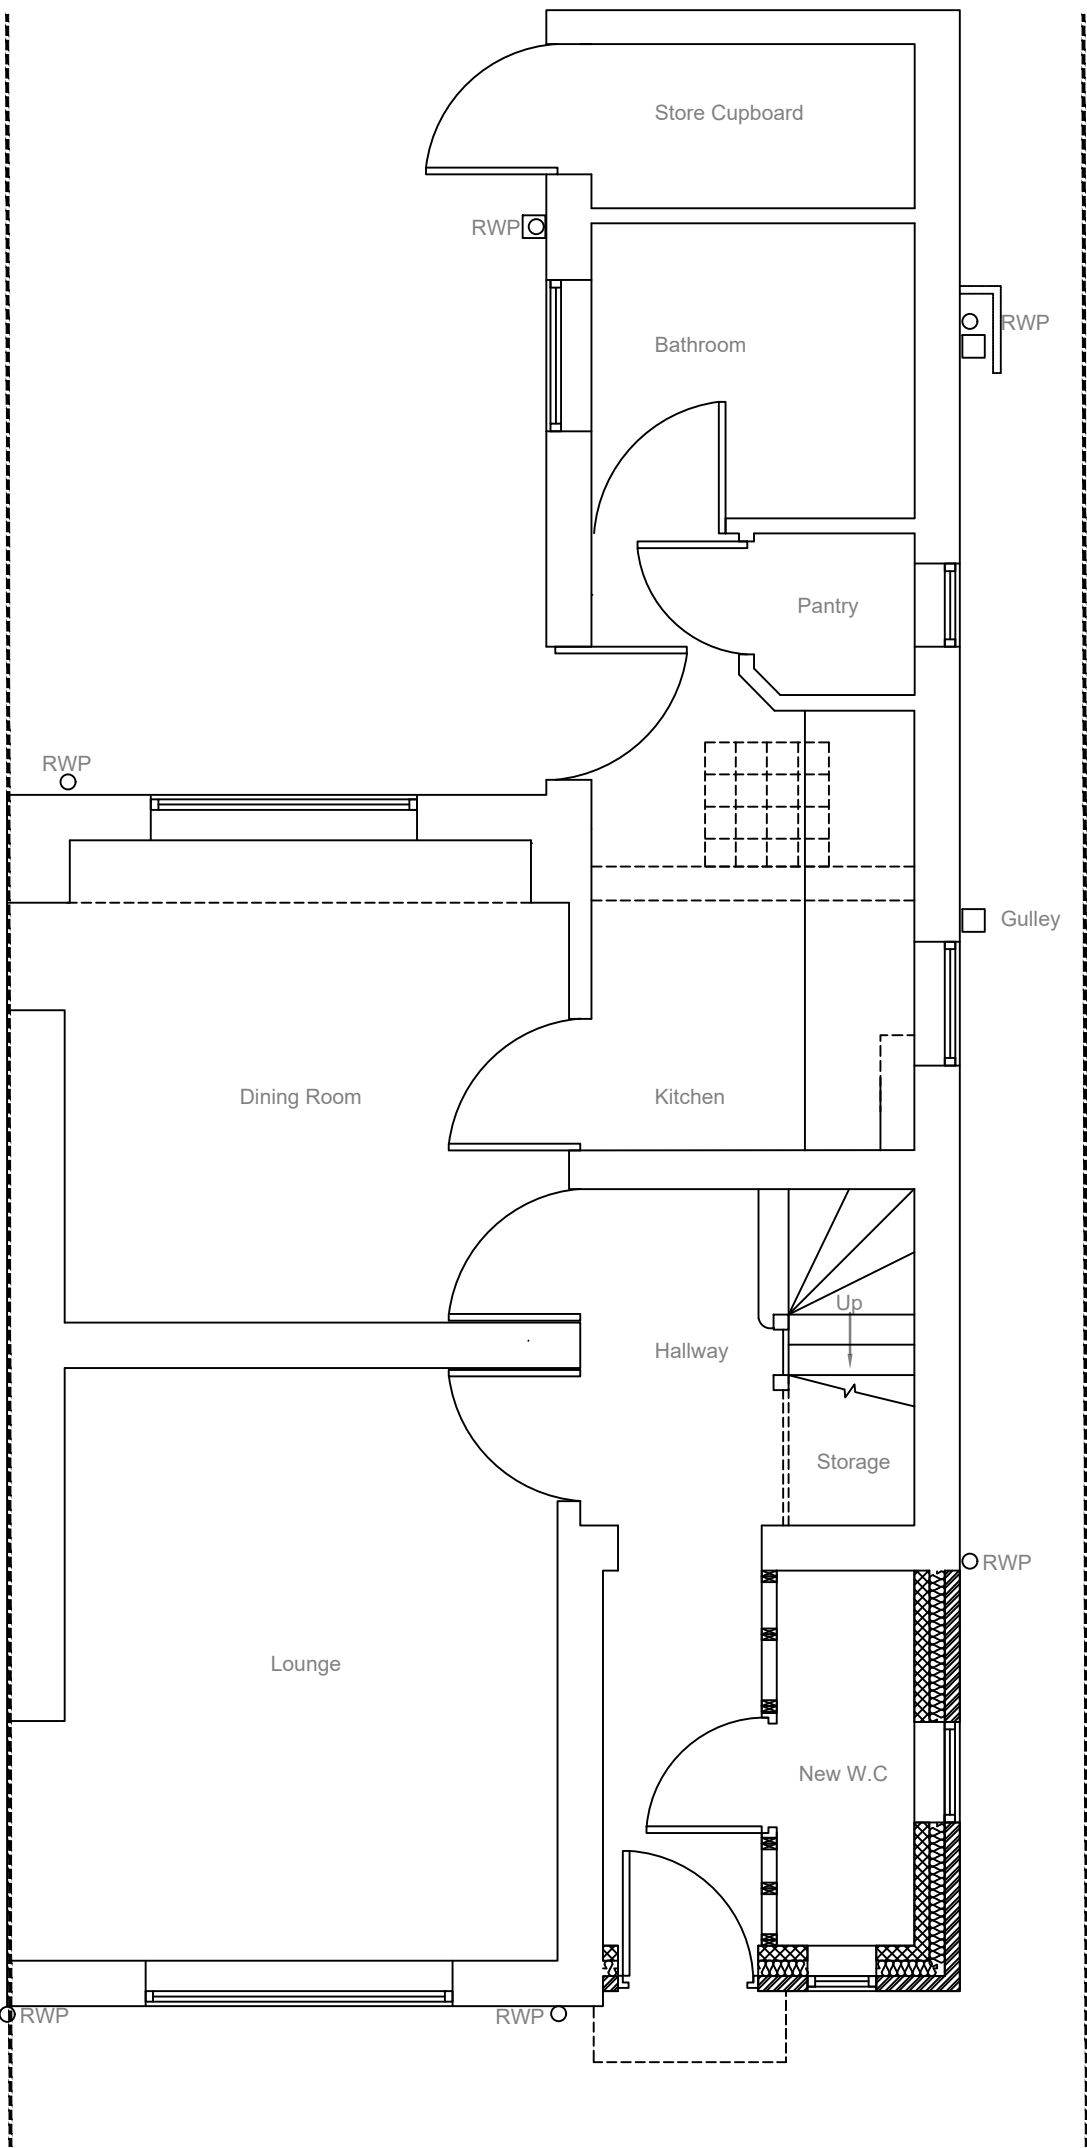 Store Cupboard
RWP
RWP
Bathroom
Pantry
RWP
Gulley
Dining Room
Kitchen
Up
Hallway
Storage
RWP
Lounge
New W.C
RWP
RWP